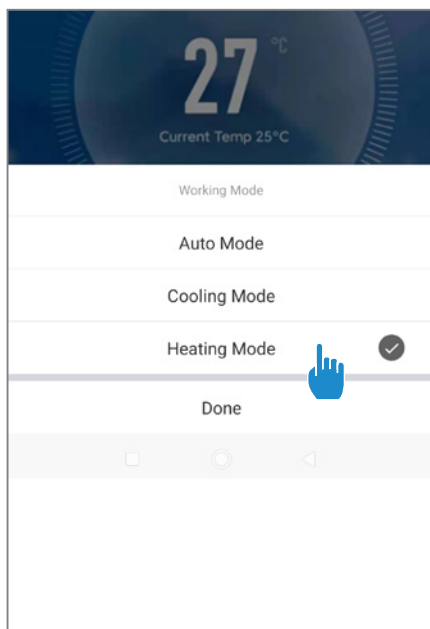 27 °C
Current Temp 25°C
Working Mode
Auto Mode
Cooling Mode
Heating Mode
Done